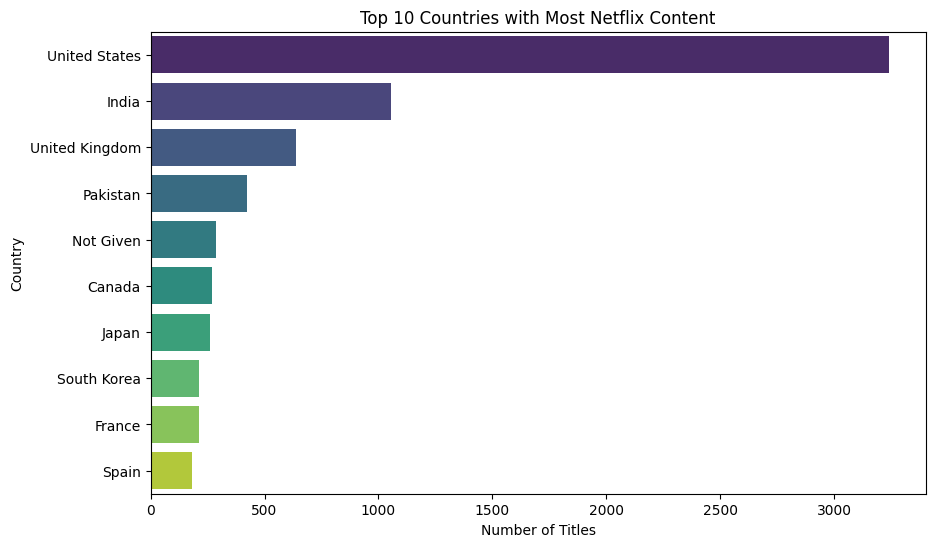 Top 10 Countries with Most Netflix Content
Country
United States
India
United Kingdom
Pakistan
Not Given
Canada
Japan
South Korea
France
Spain
0 500 1000 1500 2000 2500 3000
Number of Titles